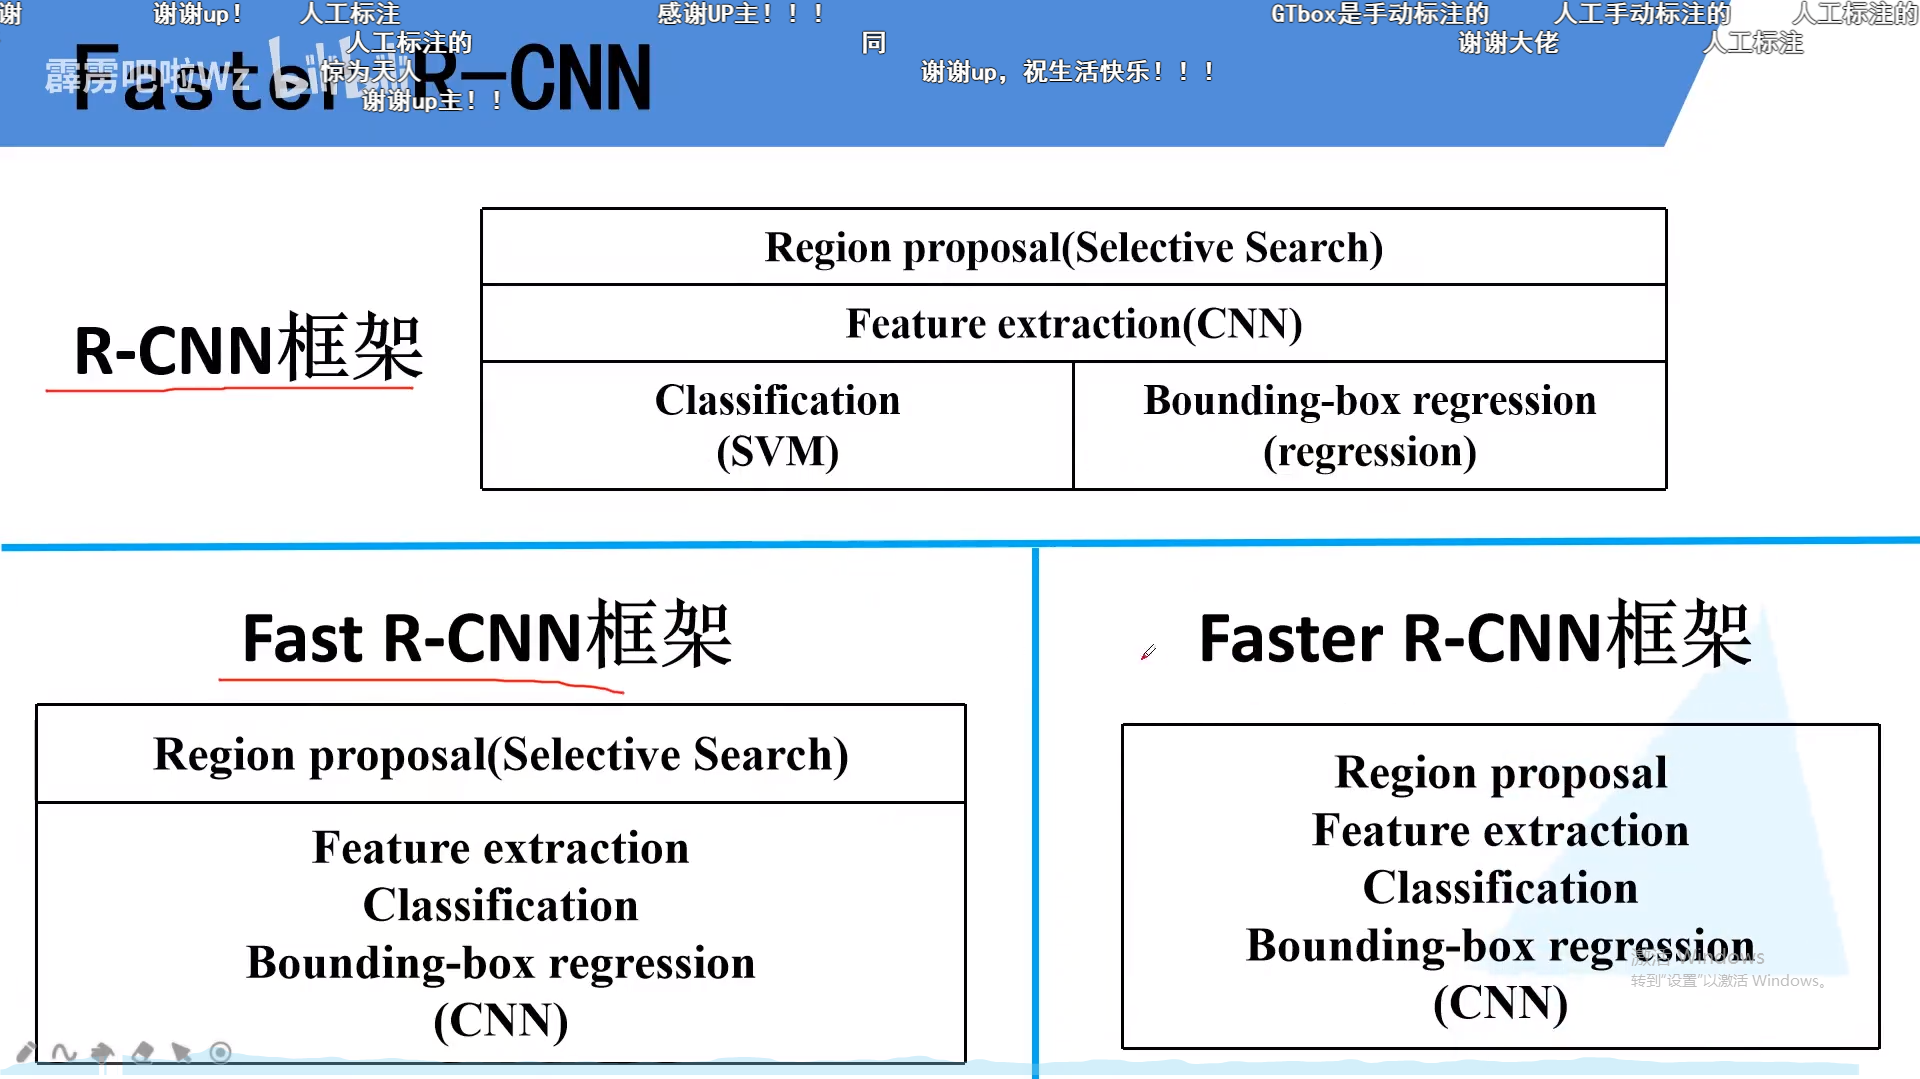 谢
谢谢up!
人工标注
感谢UP主!!!
GTbox是手动标注的
人工手动标注的
人工标注的
人工标注的
同
谢谢大佬
人工标注
惊为天人
谢谢up，祝生活快乐!!!
谢谢up主!!
霹雳吧啦Wz
bilibili
Faster R-CNN
R-CNN框架
Region proposal(Selective Search)
Feature extraction(CNN)
Classification
(SVM)
Bounding-box regression
(regression)
Fast R-CNN框架
Region proposal(Selective Search)
Feature extraction
Classification
Bounding-box regression
(CNN)
Faster R-CNN框架
Region proposal
Feature extraction
Classification
Bounding-box regression
(CNN)
激活 Windows
转到“设置”以激活 Windows。